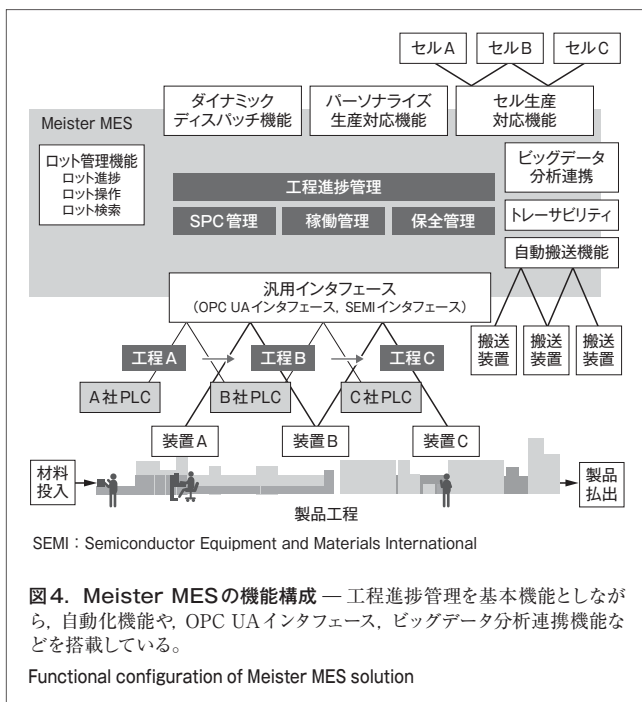 セルA
セルB
セルC
ダイナミック
ディスパッチ機能
パーソナライズ
生産対応機能
セル生産
対応機能
Meister MES
ロット管理機能
ロット進捗
ロット操作
ロット検索
ビッグデータ
分析連携
工程進捗管理
SPC管理
稼働管理
保全管理
トレーサビリティ
自動搬送機能
汎用インタフェース
(OPC UAインタフェース, SEMIインタフェース)
搬送
装置
搬送
装置
搬送
装置
工程A
工程B
工程C
A社PLC
B社PLC
C社PLC
装置A
装置B
装置C
材料
投入
製品
払出
製品工程
SEMI:Semiconductor Equipment and Materials International
図4. Meister MESの機能構成 — 工程進捗管理を基本機能としなが
ら,自動化機能や,OPC UAインタフェース,ビッグデータ分析連携機能な
どを搭載している。
Functional configuration of Meister MES solution